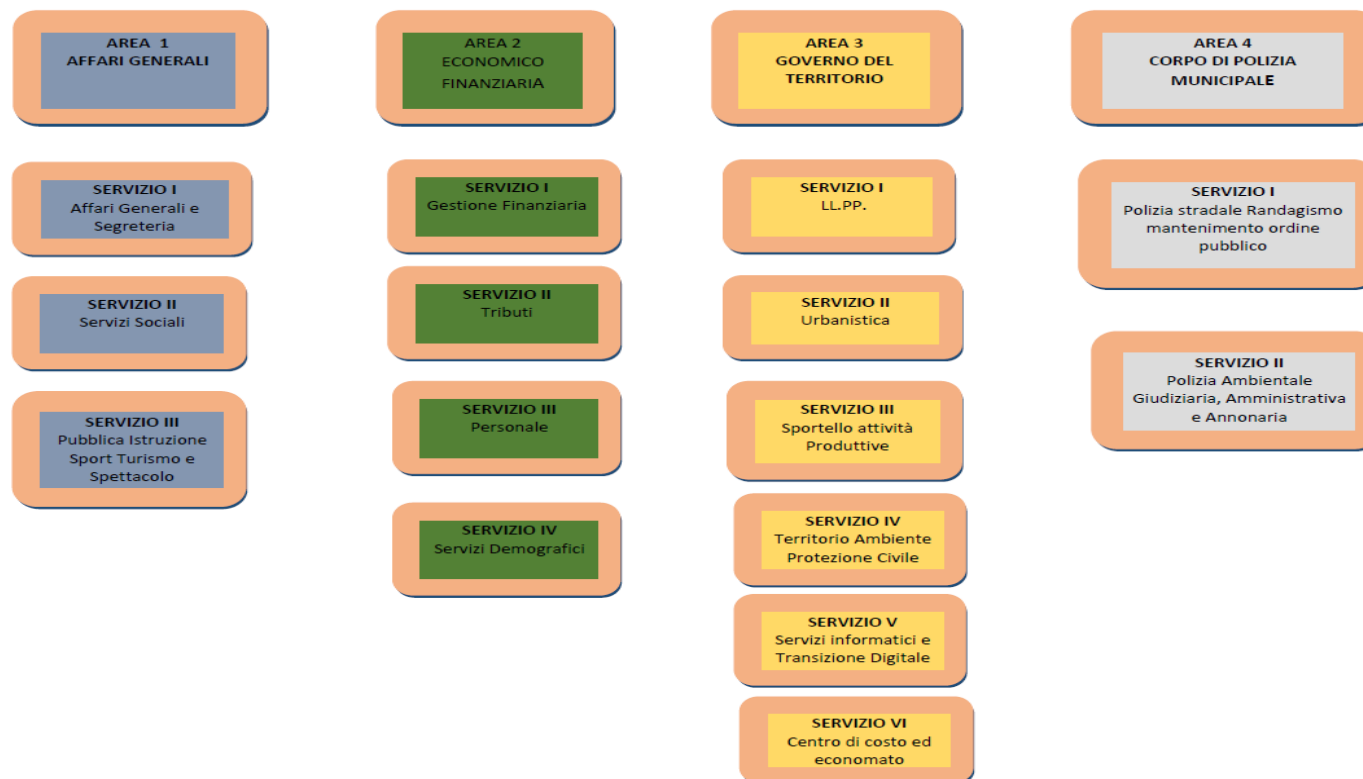 AREA 1
AFFARI GENERALI
SERVIZIO I
Affari Generali e
Segreteria
SERVIZIO II
Servizi Sociali
SERVIZIO III
Pubblica Istruzione
Sport Turismo e
Spettacolo
AREA 2
ECONOMICO
FINANZIARIA
SERVIZIO I
Gestione Finanziaria
SERVIZIO II
Tributi
SERVIZIO III
Personale
SERVIZIO IV
Servizi Demografici
AREA 3
GOVERNO DEL
TERRITORIO
SERVIZIO I
LL.PP.
SERVIZIO II
Urbanistica
SERVIZIO III
Sportello attività
Produttive
SERVIZIO IV
Territorio Ambiente
Protezione Civile
SERVIZIO V
Servizi informatici e
Transizione Digitale
SERVIZIO VI
Centro di costo ed
economato
AREA 4
CORPO DI POLIZIA
MUNICIPALE
SERVIZIO I
Polizia stradale Randagismo
mantenimento ordine
pubblico
SERVIZIO II
Polizia Ambientale
Giudiziaria, Amministrativa
e Annonaria